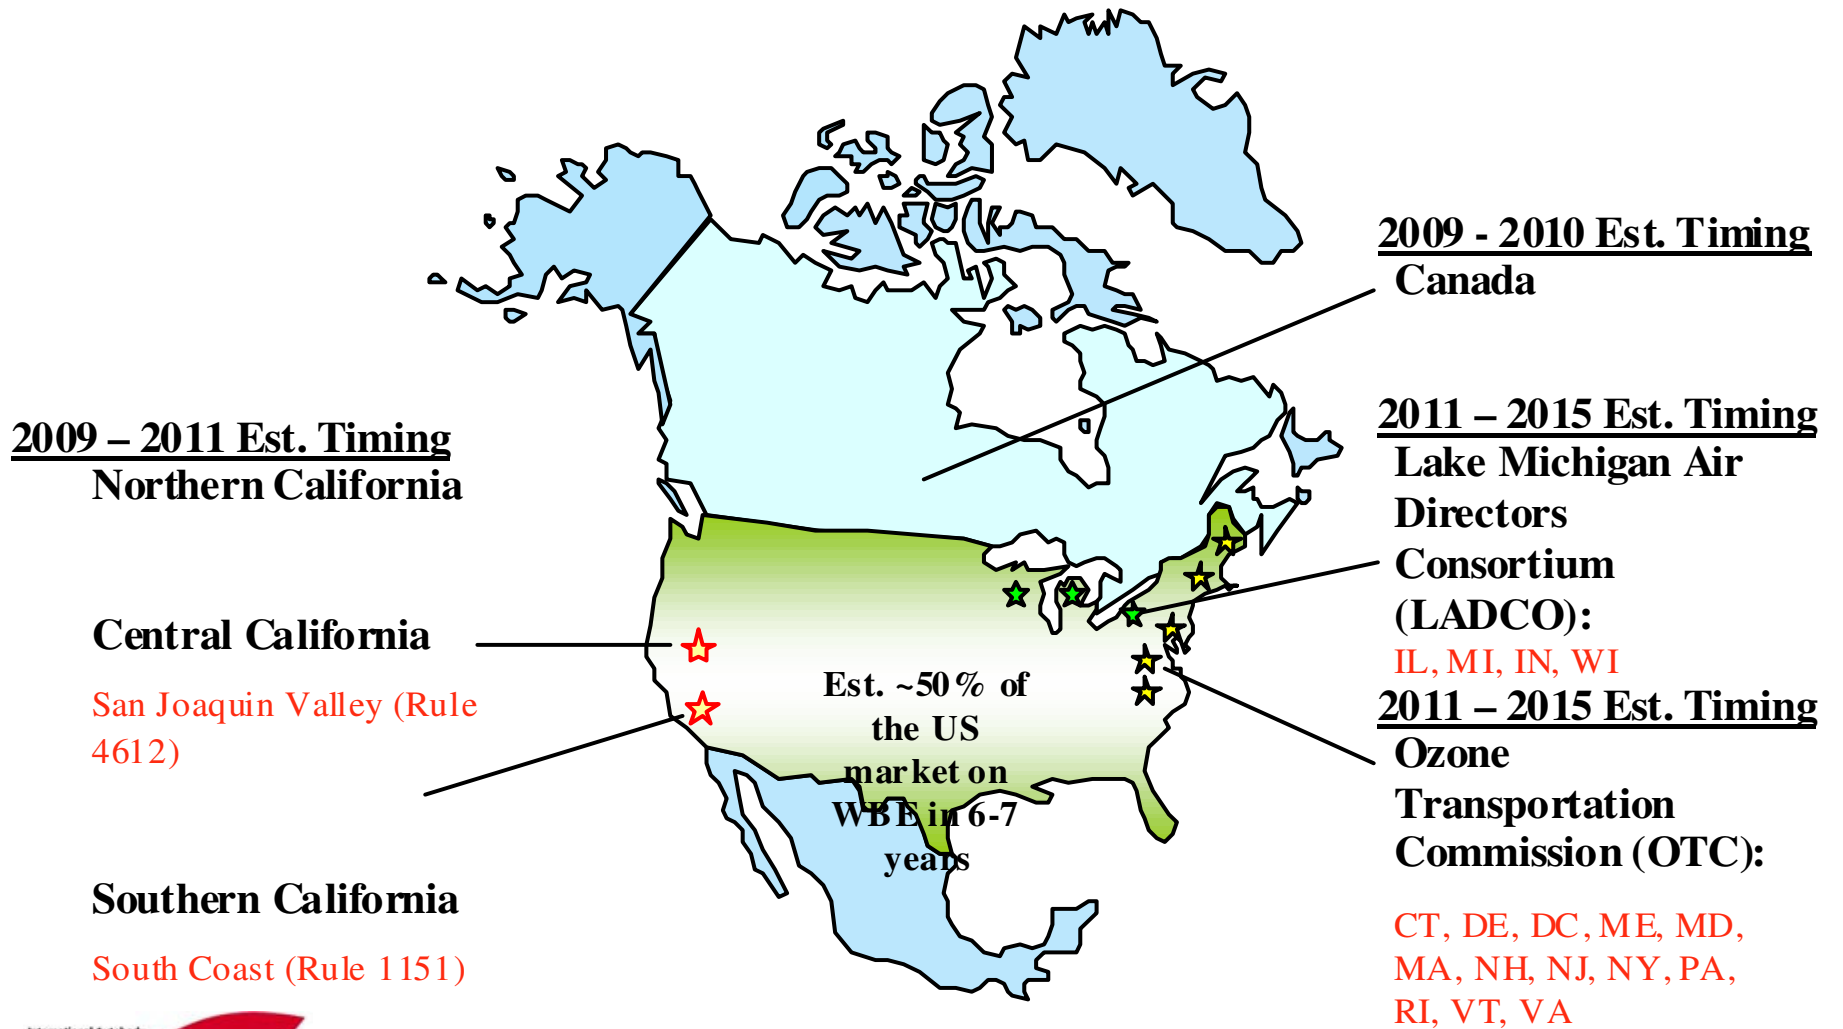 2009 – 2011 Est. Timing
Northern California
Central California
San Joaquin Valley (Rule
4612)
Southern California
South Coast (Rule 1151)
Est. ~50% of
the US
market on
WBE in 6-7
years
2009 - 2010 Est. Timing
Canada
2011 – 2015 Est. Timing
Lake Michigan Air
Directors
Consortium
(LADCO):
IL, MI, IN, WI
2011 – 2015 Est. Timing
Ozone
Transportation
Commission (OTC):
CT, DE, DC, ME, MD,
MA, NH, NJ, NY, PA,
RI, VT, VA